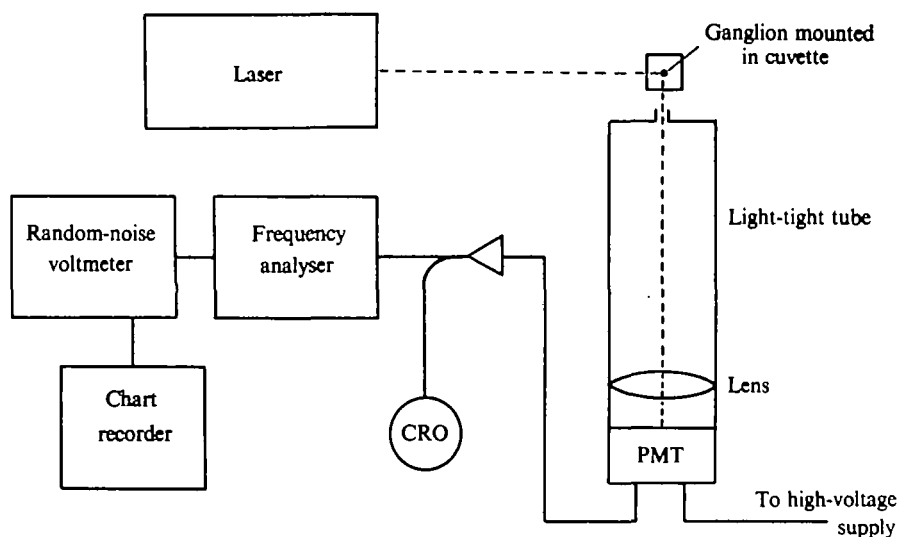 Ganglion mounted
in cuvette
Laser
Light-tight tube
Random-noise
voltmeter
Frequency
analyser
Lens
Chart
recorder
CRO
PMT
To high-voltage
supply